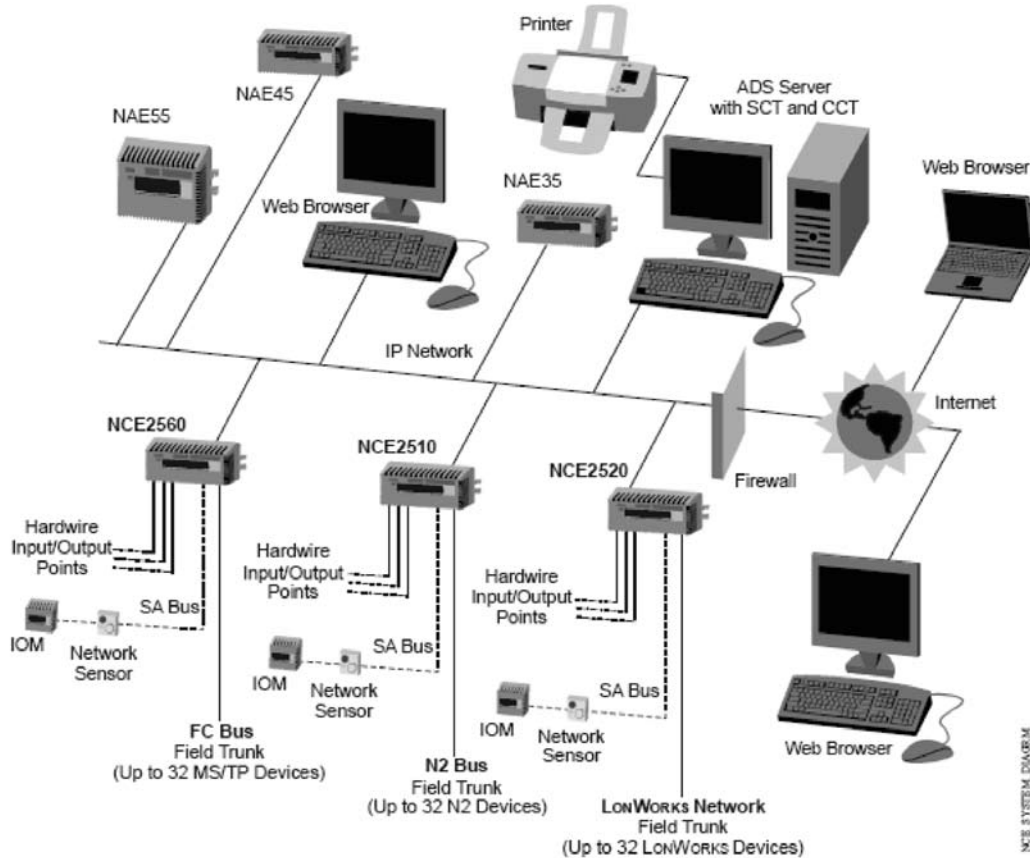 Printer
NAE45
ADS Server
with SCT and CCT
NAE55
Web Browser
Web Browser
NAE35
IP Network
Internet
NCE2560
NCE2510
NCE2520
Firewall
Hardwire
Input/Output
Points
Hardwire
Input/Output
Points
Hardwire
Input/Output
Points
SA Bus
IOM
Network
Sensor
SA Bus
IOM
Network
Sensor
SA Bus
IOM
Network
Sensor
FC Bus
Field Trunk
(Up to 32 MS/TP Devices)
N2 Bus
Field Trunk
(Up to 32 N2 Devices)
LONWORKS Network
Field Trunk
(Up to 32 LONWORKS Devices)
Web Browser
NCE SYSTEM DIAGRM